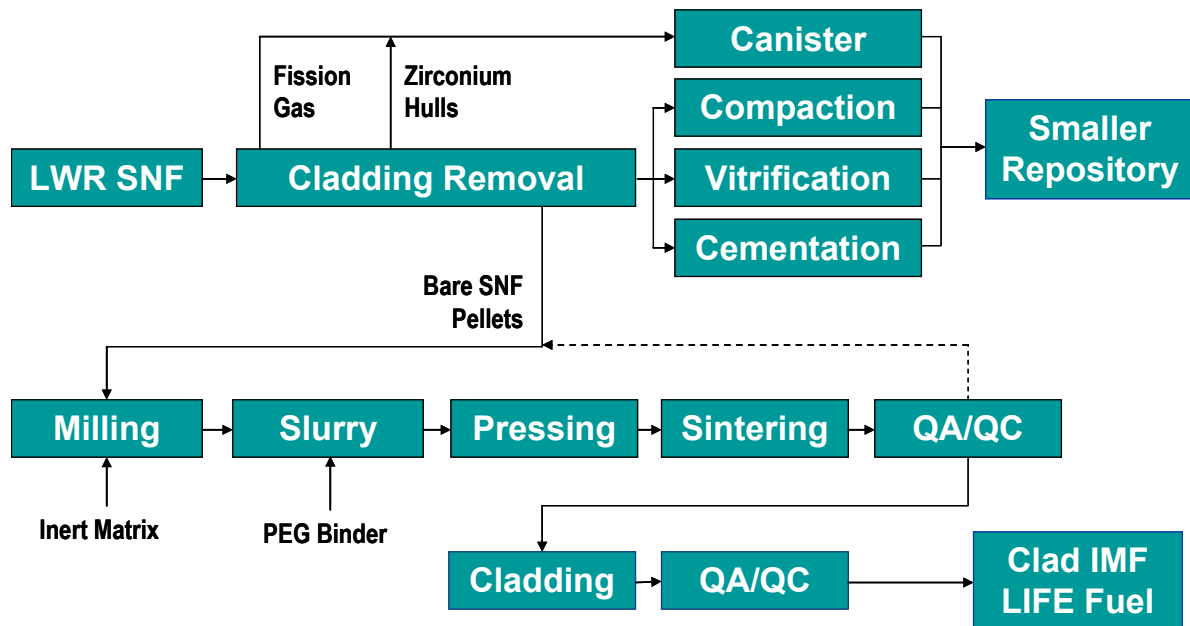 Canister
Fission
Gas
Zirconium
Hulls
Compaction
Smaller
Repository
LWR SNF
Cladding Removal
Vitrification
Cementation
Bare SNF
Pellets
Milling
Slurry
Pressing
Sintering
QA/QC
Inert Matrix
PEG Binder
Cladding
QA/QC
Clad IMF
LIFE Fuel